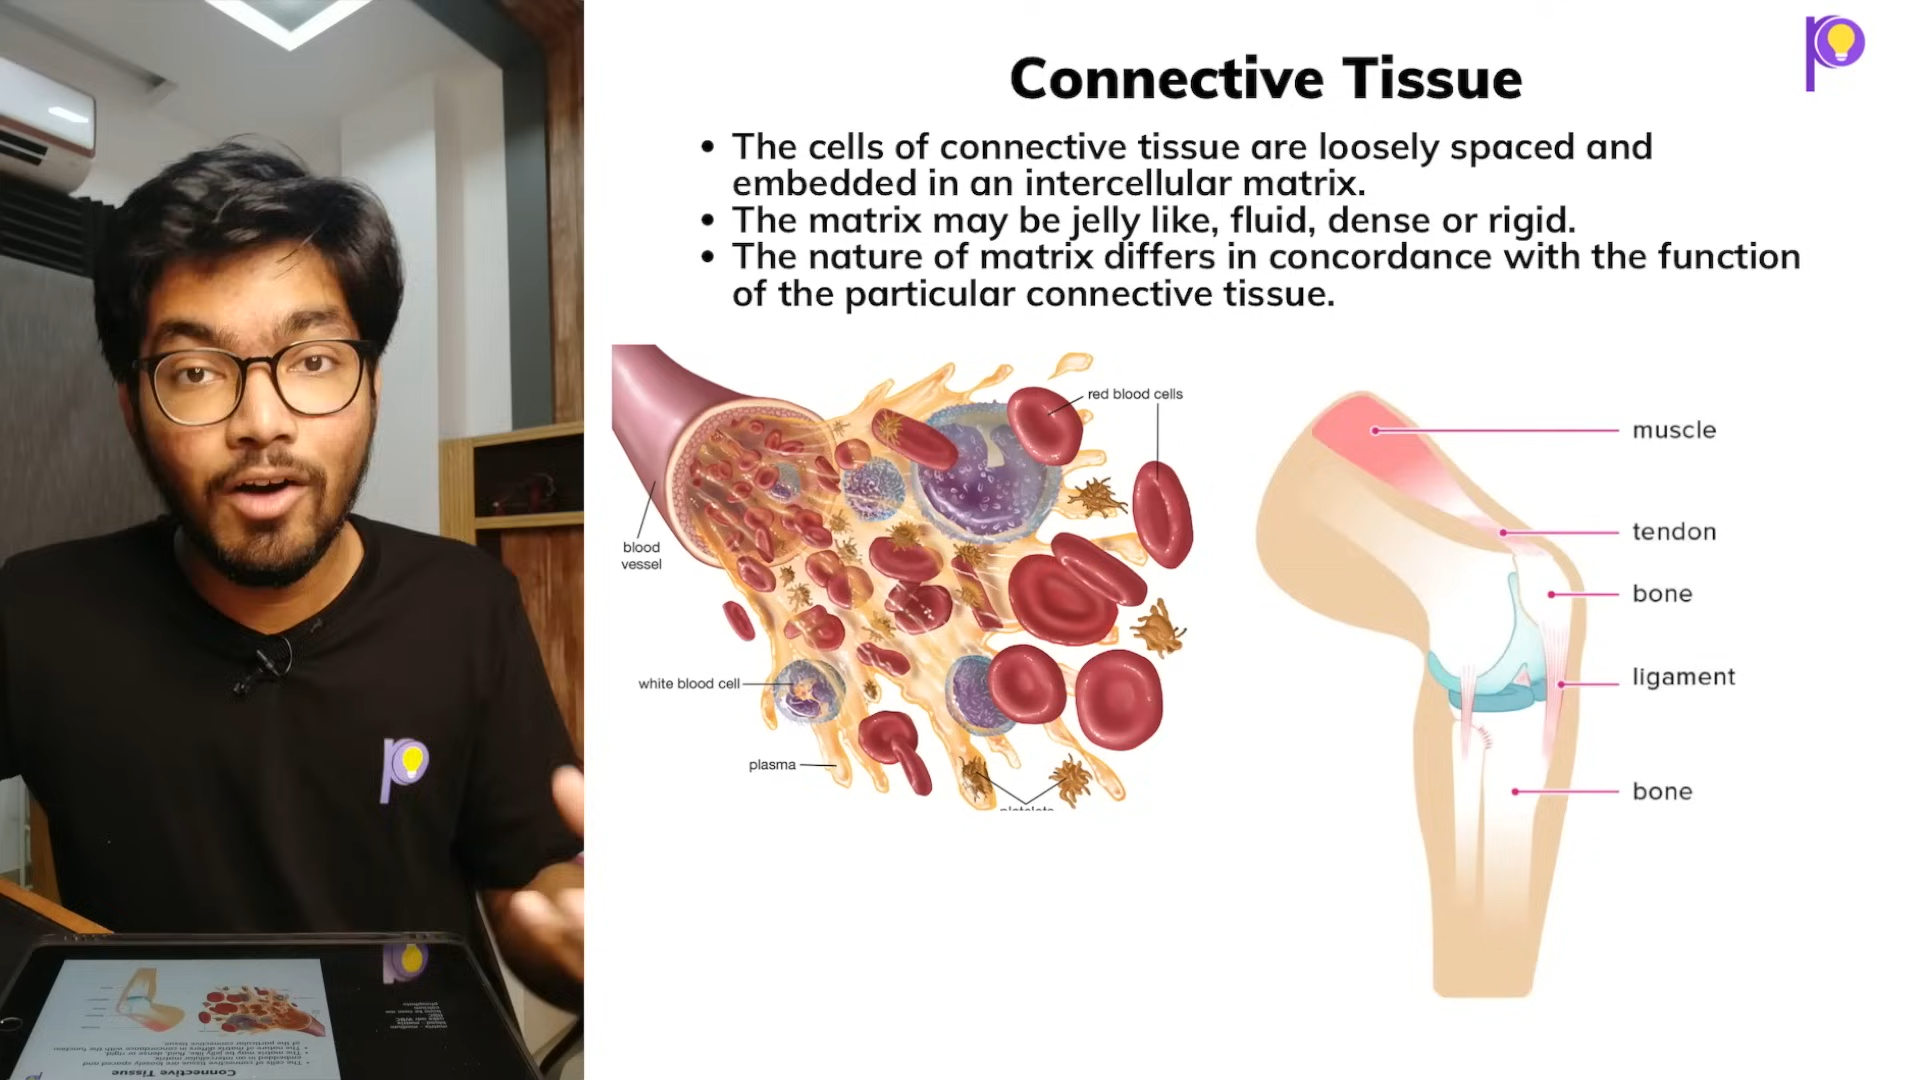 Connective Tissue
• The cells of connective tissue are loosely spaced and
embedded in an intercellular matrix.
• The matrix may be jelly like, fluid, dense or rigid.
• The nature of matrix differs in concordance with the function
of the particular connective tissue.
red blood cells
blood
vessel
white blood cell
plasma
platelets
muscle
tendon
bone
ligament
bone